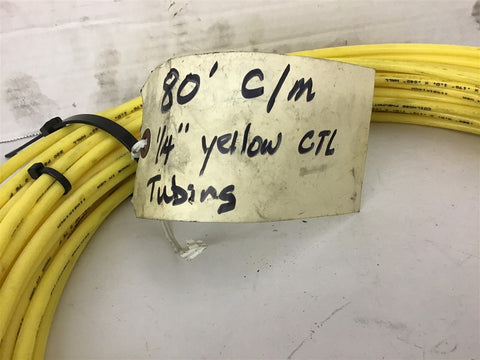 80' C/M
1/4" yellow CTL
Tubing